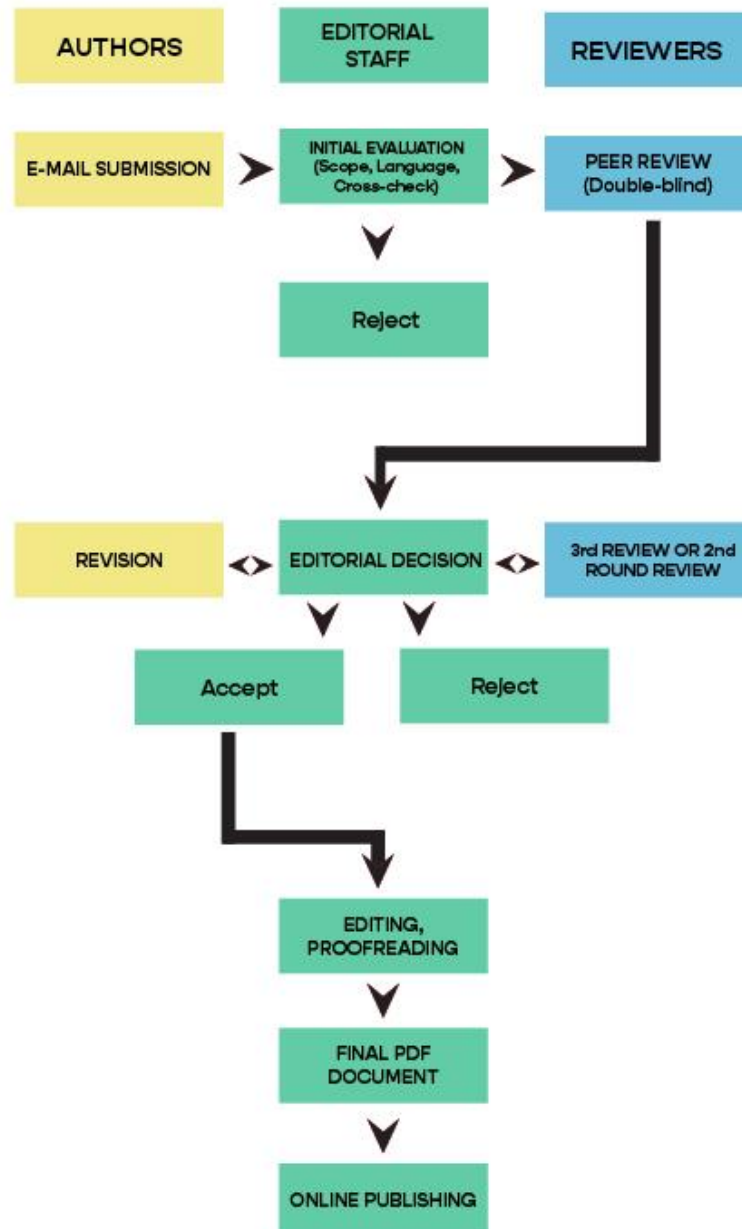 AUTHORS
EDITORIAL
STAFF
REVIEWERS
E-MAIL SUBMISSION
INITIAL EVALUATION
(Scope, Language,
Cross-check)
PEER REVIEW
(Double-blind)
Reject
REVISION
EDITORIAL DECISION
3rd REVIEW OR 2nd
ROUND REVIEW
Accept
Reject
EDITING,
PROOFREADING
FINAL PDF
DOCUMENT
ONLINE PUBLISHING